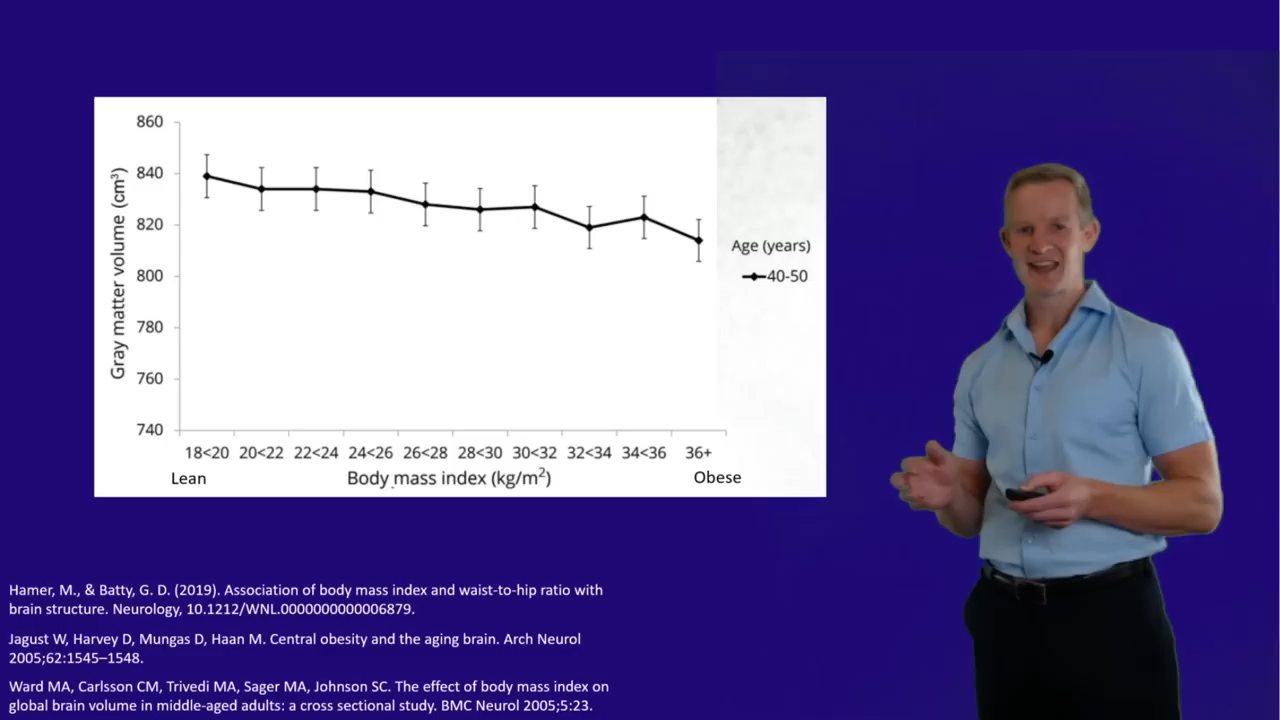 860
840
820
800
780
760
740
Gray matter volume (cm³)
18<20 20<22 22<24 24<26 26<28 28<30 30<32 32<34 34<36 36+
Lean Body mass index (kg/m²) Obese
Age (years)
40-50
Hamer, M., & Batty, G. D. (2019). Association of body mass index and waist-to-hip ratio with
brain structure. Neurology, 10.1212/WNL.0000000000006879.
Jagust W, Harvey D, Mungas D, Haan M. Central obesity and the aging brain. Arch Neurol
2005;62:1545–1548.
Ward MA, Carlsson CM, Trivedi MA, Sager MA, Johnson SC. The effect of body mass index on
global brain volume in middle-aged adults: a cross sectional study. BMC Neurol 2005;5:23.